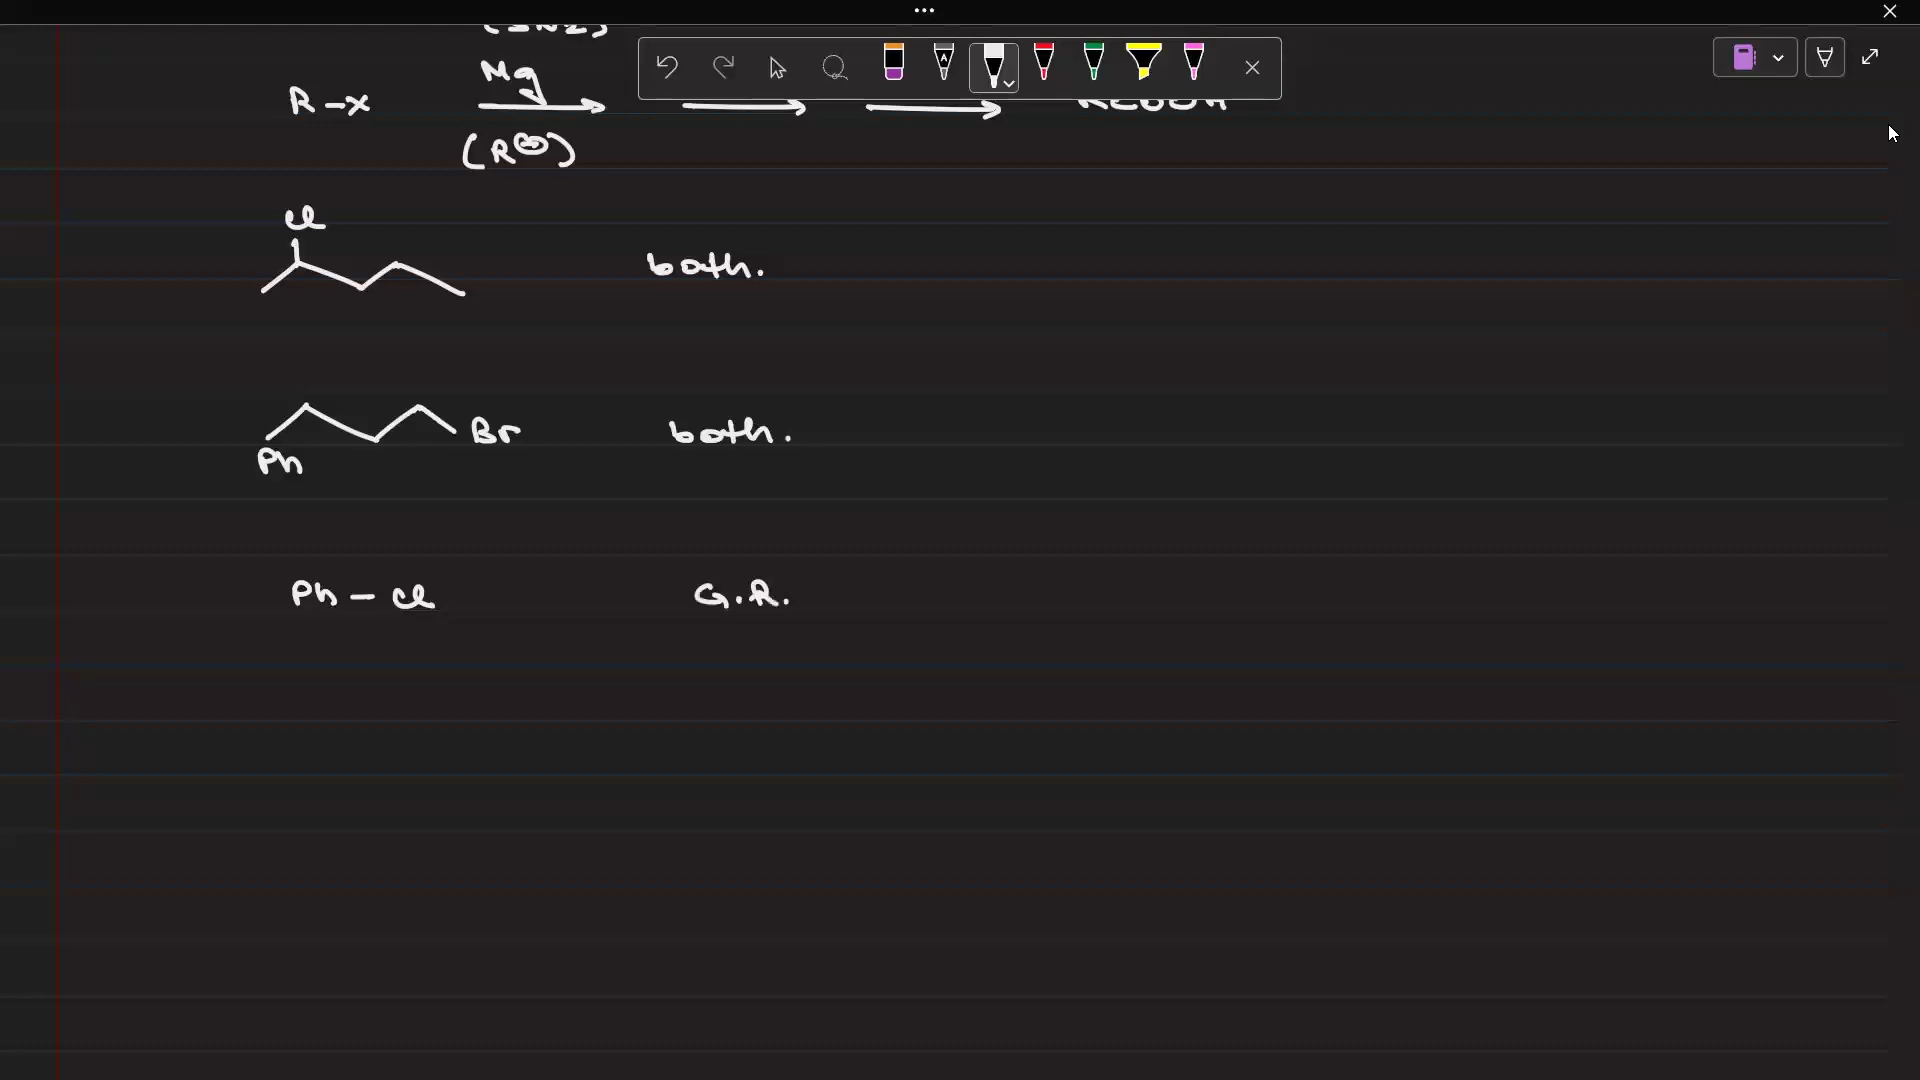 Mg
R-x
(R⊖)
Cl
both.
Br both.
Ph
Ph - Cl G.R.